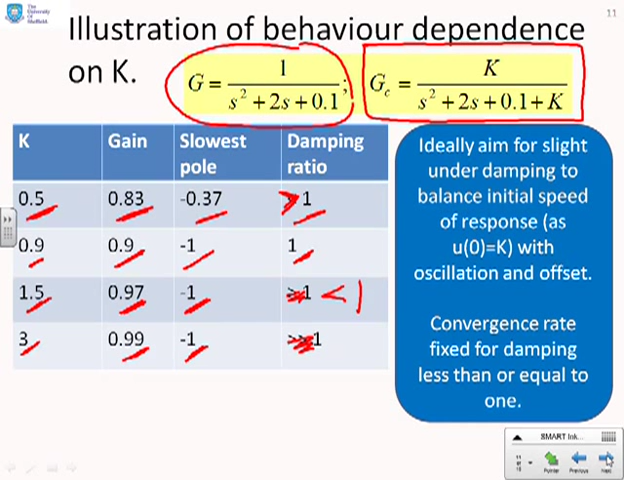 The
University
Of
Sheffield
11
Illustration of behaviour dependence
on K.
G = 1 / (s² + 2s + 0.1) ; G_c = K / (s² + 2s + 0.1 + K)
K Gain Slowest pole Damping ratio
0.5 0.83 -0.37 > 1
0.9 0.9 -1 1
1.5 0.97 -1 1 < 1
3 0.99 -1 1
Ideally aim for slight
under damping to
balance initial speed
of response (as
u(0)=K) with
oscillation and offset.
Convergence rate
fixed for damping
less than or equal to
one.
SMART Ink...
Pointer Previous Next